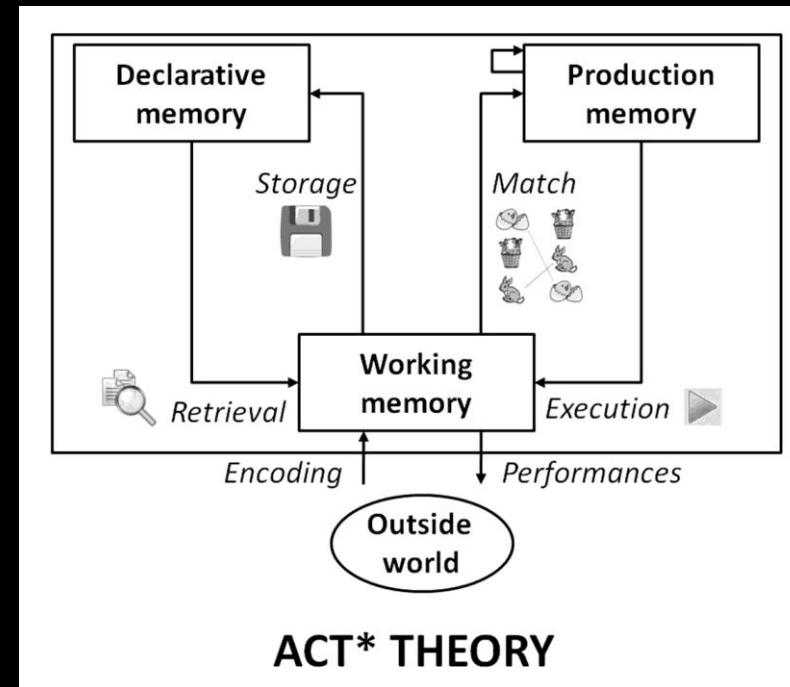 Declarative
memory
Production
memory
Storage
Match
Working
memory
Retrieval
Execution
Encoding
Performances
Outside
world
ACT* THEORY